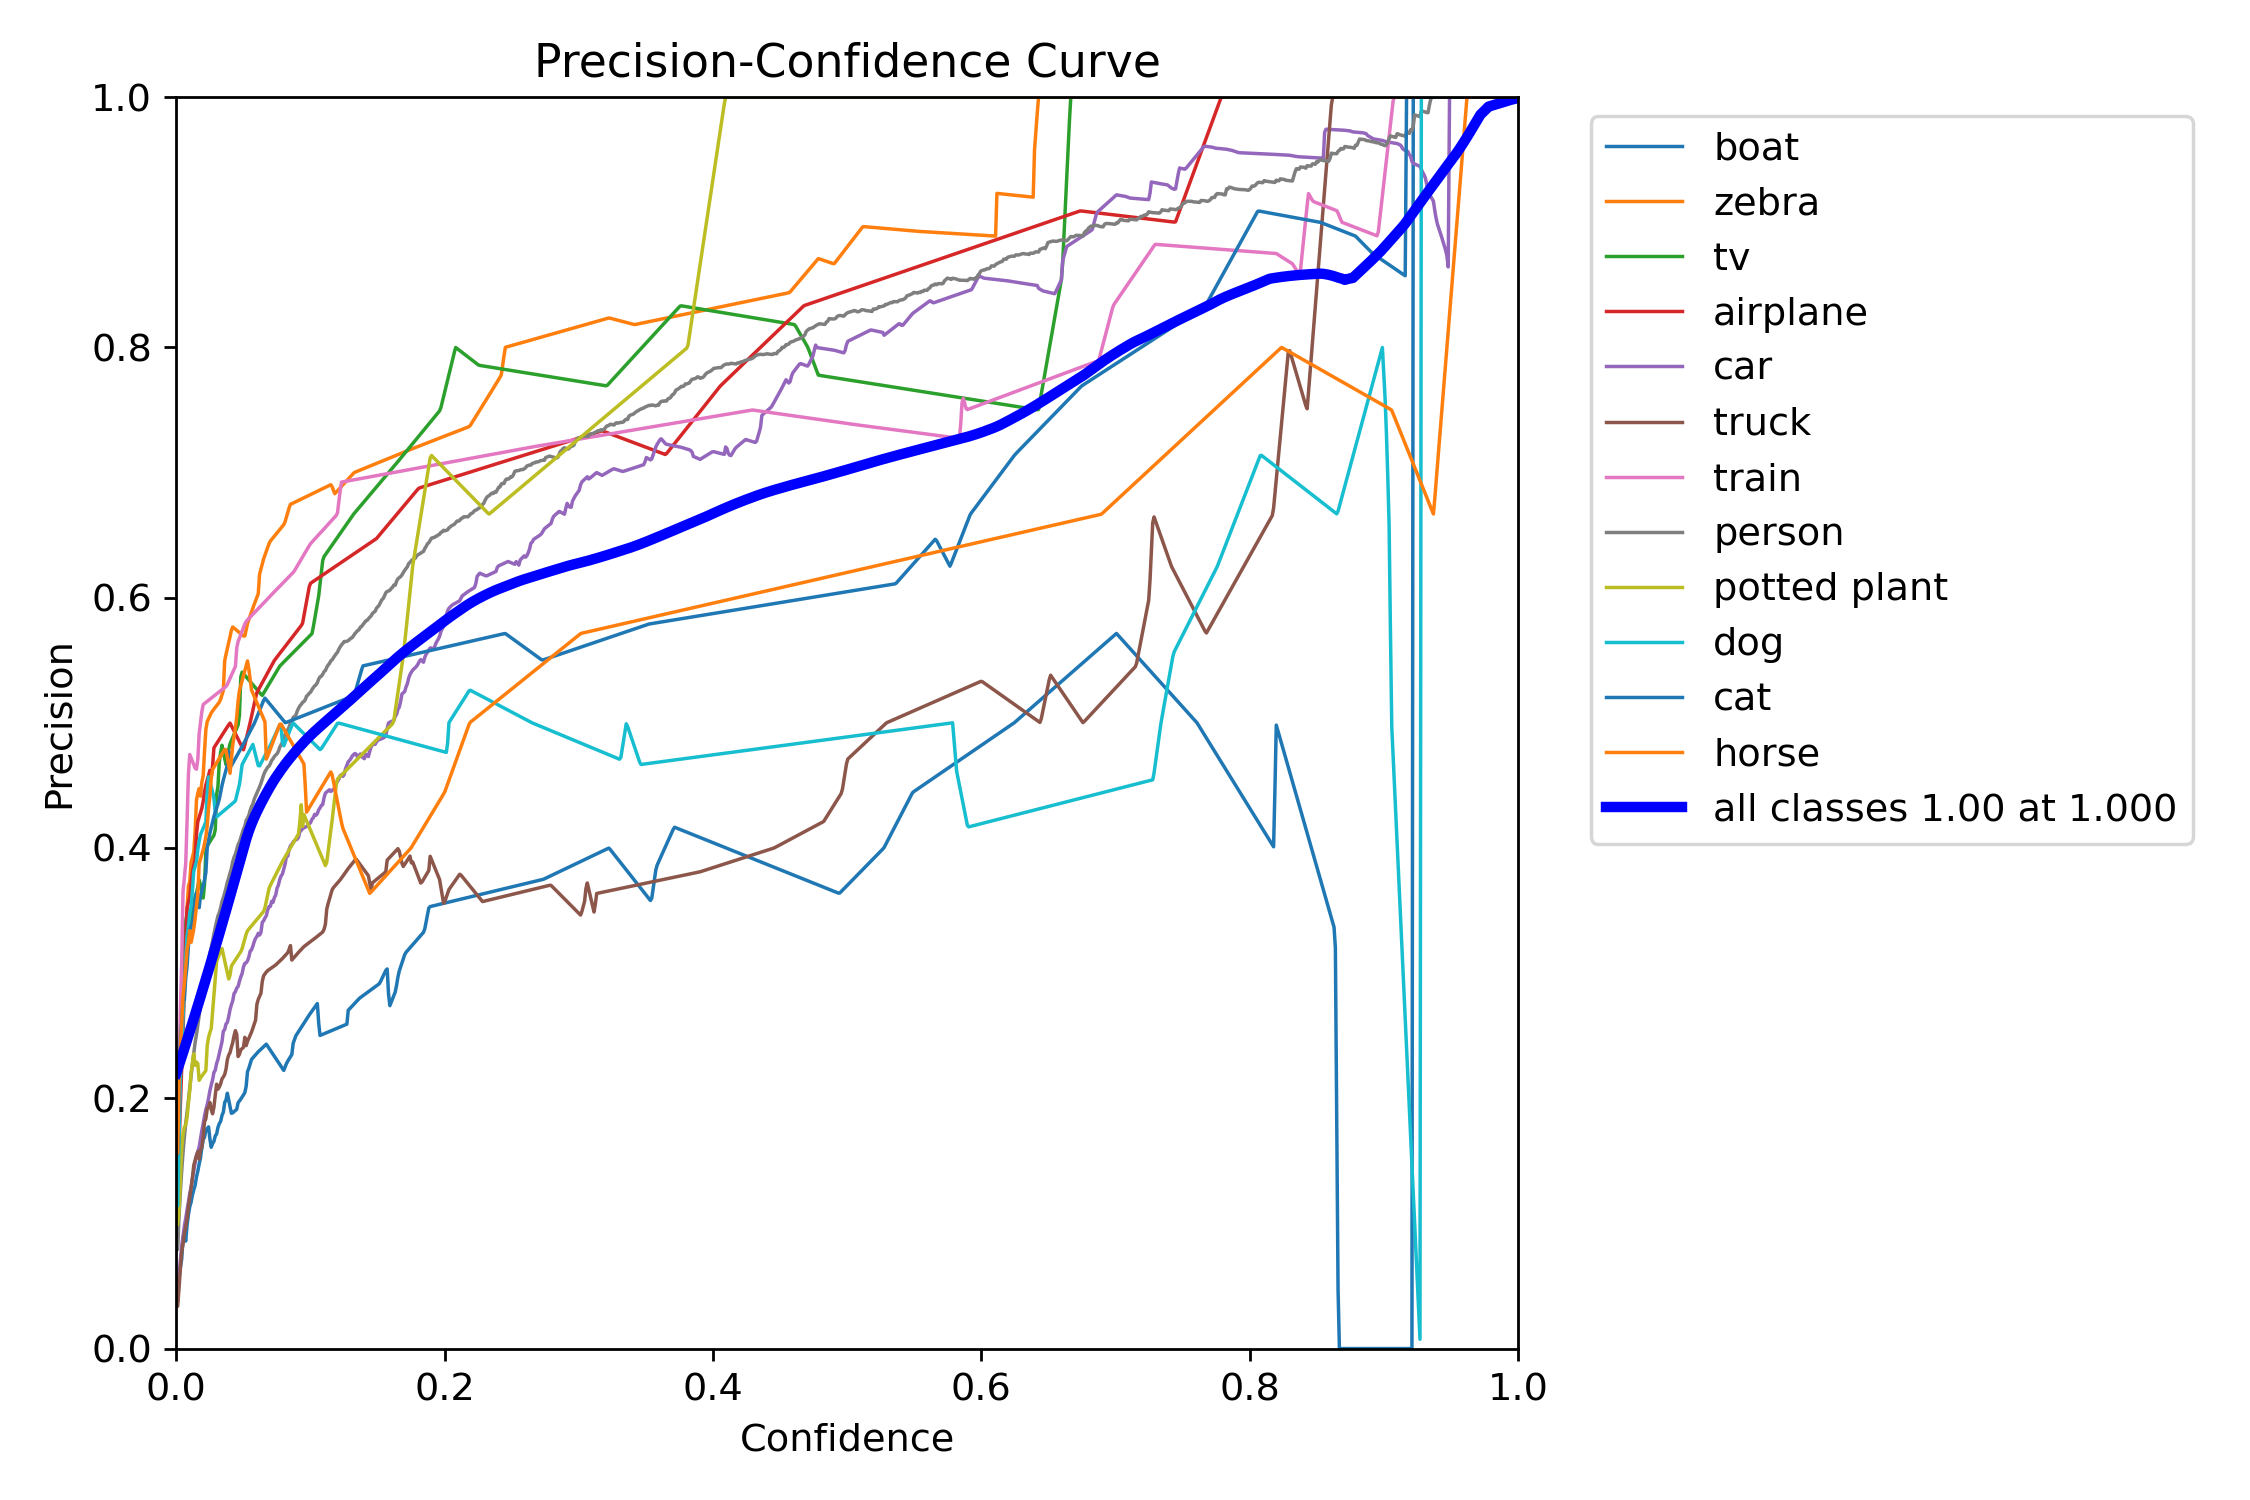 Precision-Confidence Curve
1.0
0.8
0.6
0.4
0.2
0.0
Precision
0.0 0.2 0.4 0.6 0.8 1.0
Confidence
boat
zebra
tv
airplane
car
truck
train
person
potted plant
dog
cat
horse
all classes 1.00 at 1.000